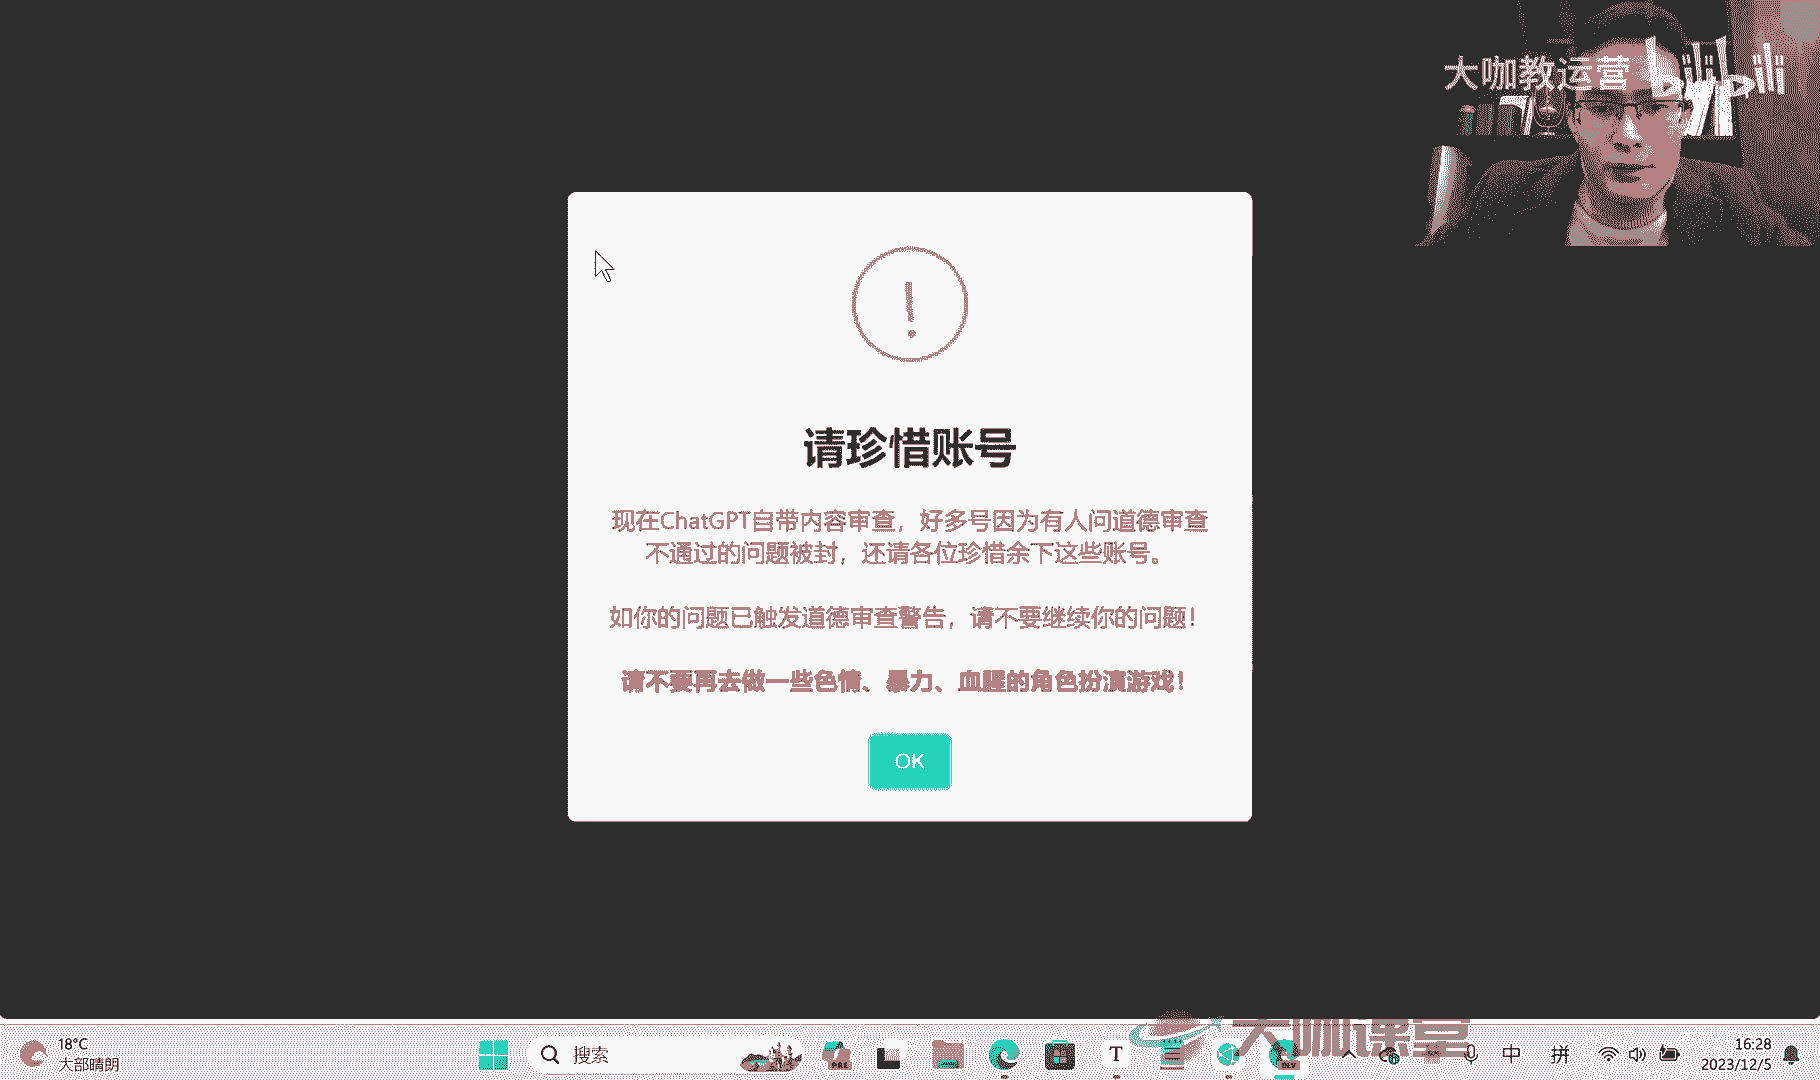 大咖教运营 bilibili
请珍惜账号
现在ChatGPT自带内容审查，好多号因为有人问道德审查
不通过的问题被封，还请各位珍惜余下这些账号。
如你的问题已触发道德审查警告，请不要继续你的问题！
请不要再去做一些色情、暴力、血腥的角色扮演游戏！
OK
大咖课堂
18°C
大部晴朗
搜索
PRE
T
DEV
中
拼
16:28
2023/12/5